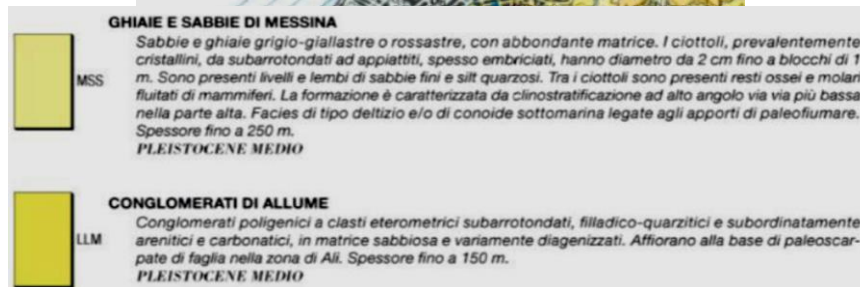 GHIAIE E SABBIE DI MESSINA
Sabbie e ghiaie grigio-giallastre o rossastre, con abbondante matrice. I ciottoli, prevalentemente
cristallini, da subarrotondati ad appiattiti, spesso embriciati, hanno diametro da 2 cm fino a blocchi di 1
MSS
m. Sono presenti livelli e lembi di sabbie fini e silt quarzosi. Tra i ciottoli sono presenti resti ossei e molari
fluitati di mammiferi. La formazione è caratterizzata da clinostratificazione ad alto angolo via via più bassa
nella parte alta. Facies di tipo deltizio e/o di conoide sottomarina legate agli apporti di paleofiumare.
Spessore fino a 250 m.
PLEISTOCENE MEDIO
CONGLOMERATI DI ALLUME
Conglomerati poligenici a clasti eterometrici subarrotondati, filladico-quarzitici e subordinatamente
LLM
arenitici e carbonatici, in matrice sabbiosa e variamente diagenizzati. Affiorano alla base di paleoscar-
pate di faglia nella zona di Alì. Spessore fino a 150 m.
PLEISTOCENE MEDIO